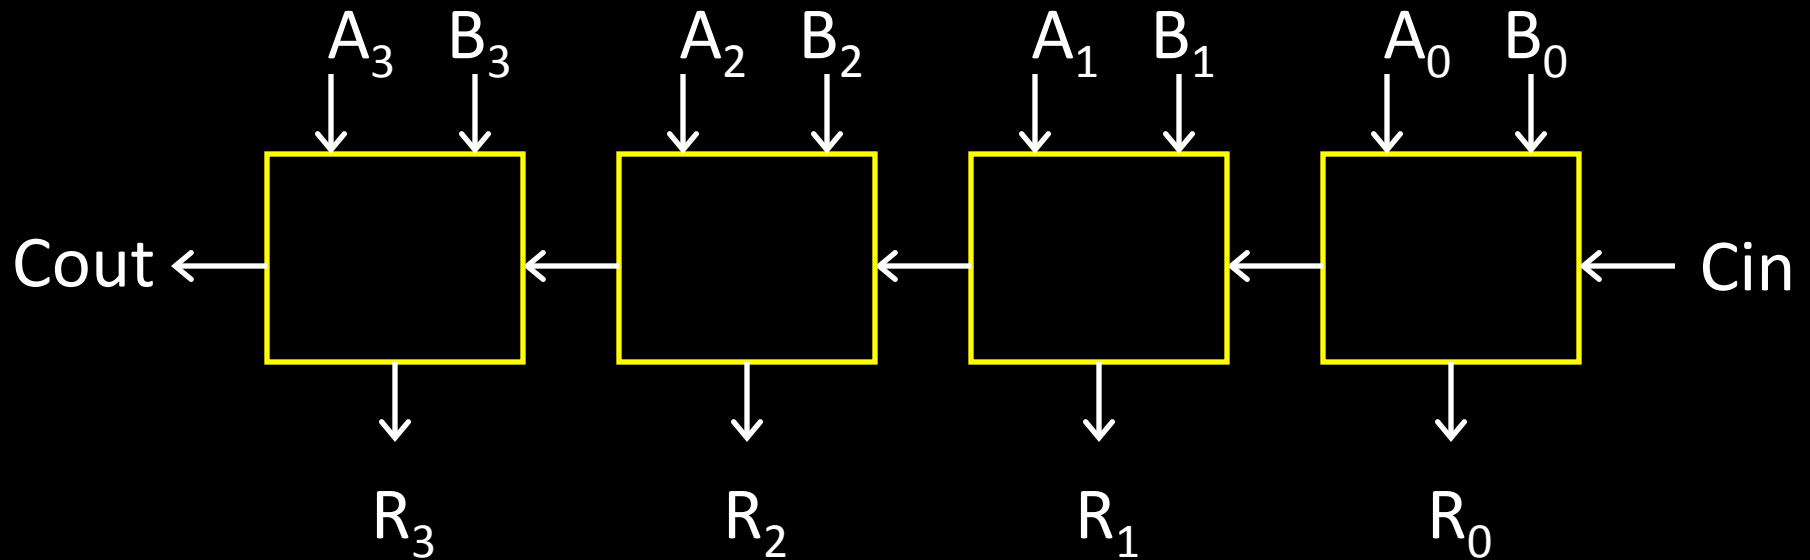 A₃ B₃ A₂ B₂ A₁ B₁ A₀ B₀
Cout Cin
R₃ R₂ R₁ R₀